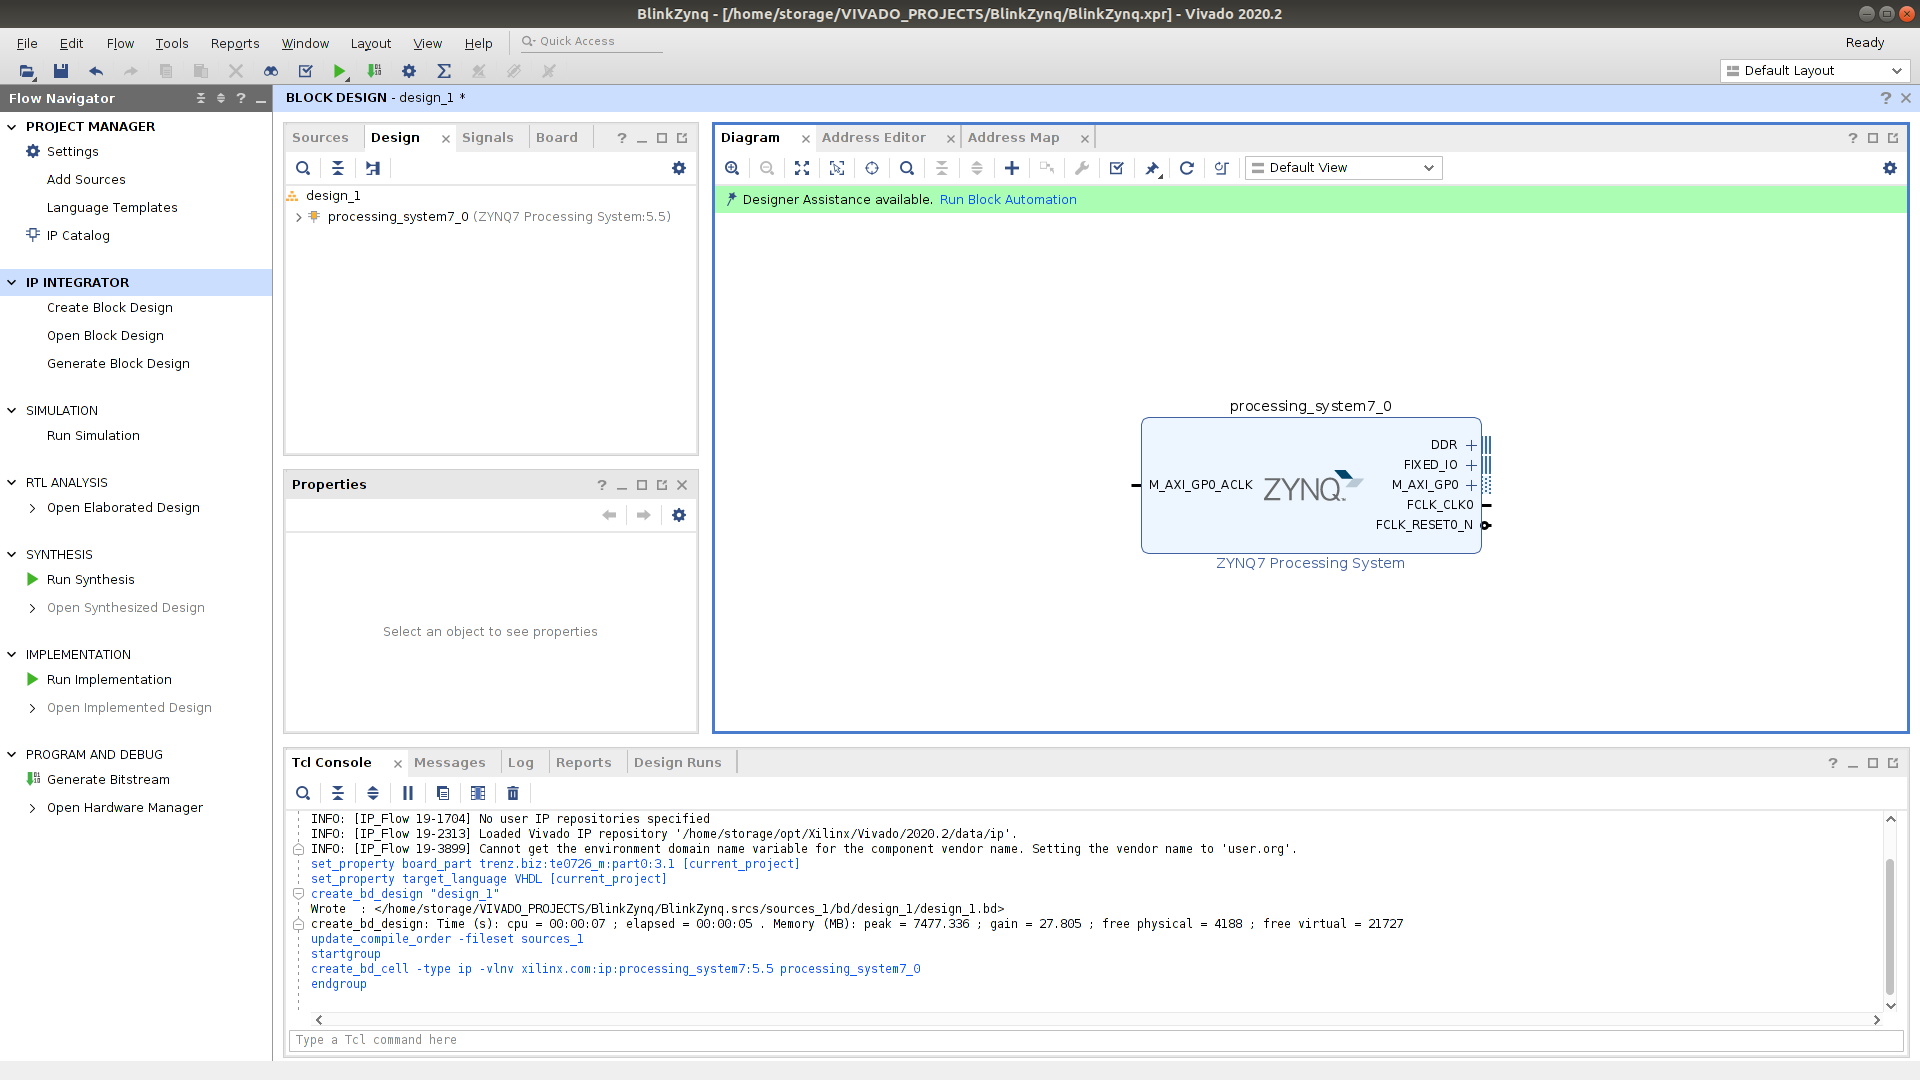 BlinkZynq - [/home/storage/VIVADO_PROJECTS/BlinkZynq/BlinkZynq.xpr] - Vivado 2020.2
File Edit Flow Tools Reports Window Layout View Help Quick Access Ready
Default Layout
Flow Navigator
PROJECT MANAGER
Settings
Add Sources
Language Templates
IP Catalog
IP INTEGRATOR
Create Block Design
Open Block Design
Generate Block Design
SIMULATION
Run Simulation
RTL ANALYSIS
Open Elaborated Design
SYNTHESIS
Run Synthesis
Open Synthesized Design
IMPLEMENTATION
Run Implementation
Open Implemented Design
PROGRAM AND DEBUG
Generate Bitstream
Open Hardware Manager
BLOCK DESIGN - design_1 *
Sources Design Signals Board
design_1
processing_system7_0 (ZYNQ7 Processing System:5.5)
Properties
Select an object to see properties
Diagram Address Editor Address Map
Default View
Designer Assistance available. Run Block Automation
processing_system7_0
DDR
FIXED_IO
M_AXI_GP0_ACLK ZYNQ M_AXI_GP0
FCLK_CLK0
FCLK_RESET0_N
ZYNQ7 Processing System
Tcl Console Messages Log Reports Design Runs
INFO: [IP_Flow 19-1704] No user IP repositories specified
INFO: [IP_Flow 19-2313] Loaded Vivado IP repository '/home/storage/opt/Xilinx/Vivado/2020.2/data/ip'.
INFO: [IP_Flow 19-3899] Cannot get the environment domain name variable for the component vendor name. Setting the vendor name to 'user.org'.
set_property board_part trenz.biz:te0726_m:part0:3.1 [current_project]
set_property target_language VHDL [current_project]
create_bd_design "design_1"
Wrote  : </home/storage/VIVADO_PROJECTS/BlinkZynq/BlinkZynq.srcs/sources_1/bd/design_1/design_1.bd>
create_bd_design: Time (s): cpu = 00:00:07 ; elapsed = 00:00:05 . Memory (MB): peak = 7477.336 ; gain = 27.805 ; free physical = 4188 ; free virtual = 21727
update_compile_order -fileset sources_1
startgroup
create_bd_cell -type ip -vlnv xilinx.com:ip:processing_system7:5.5 processing_system7_0
endgroup
Type a Tcl command here